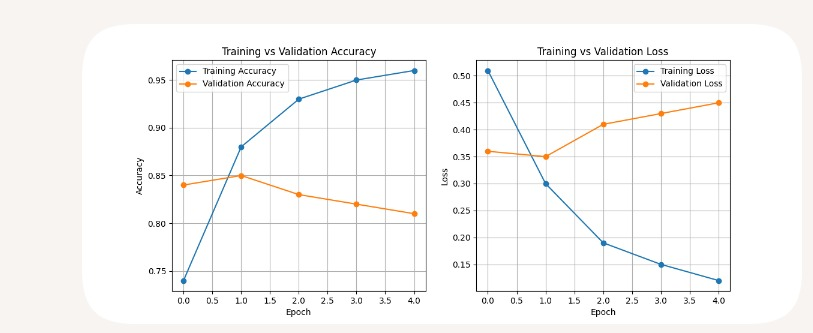 Training vs Validation Accuracy
Training Accuracy
Validation Accuracy
Accuracy
0.95
0.90
0.85
0.80
0.75
0.0 0.5 1.0 1.5 2.0 2.5 3.0 3.5 4.0
Epoch
Training vs Validation Loss
Training Loss
Validation Loss
Loss
0.50
0.45
0.40
0.35
0.30
0.25
0.20
0.15
0.0 0.5 1.0 1.5 2.0 2.5 3.0 3.5 4.0
Epoch